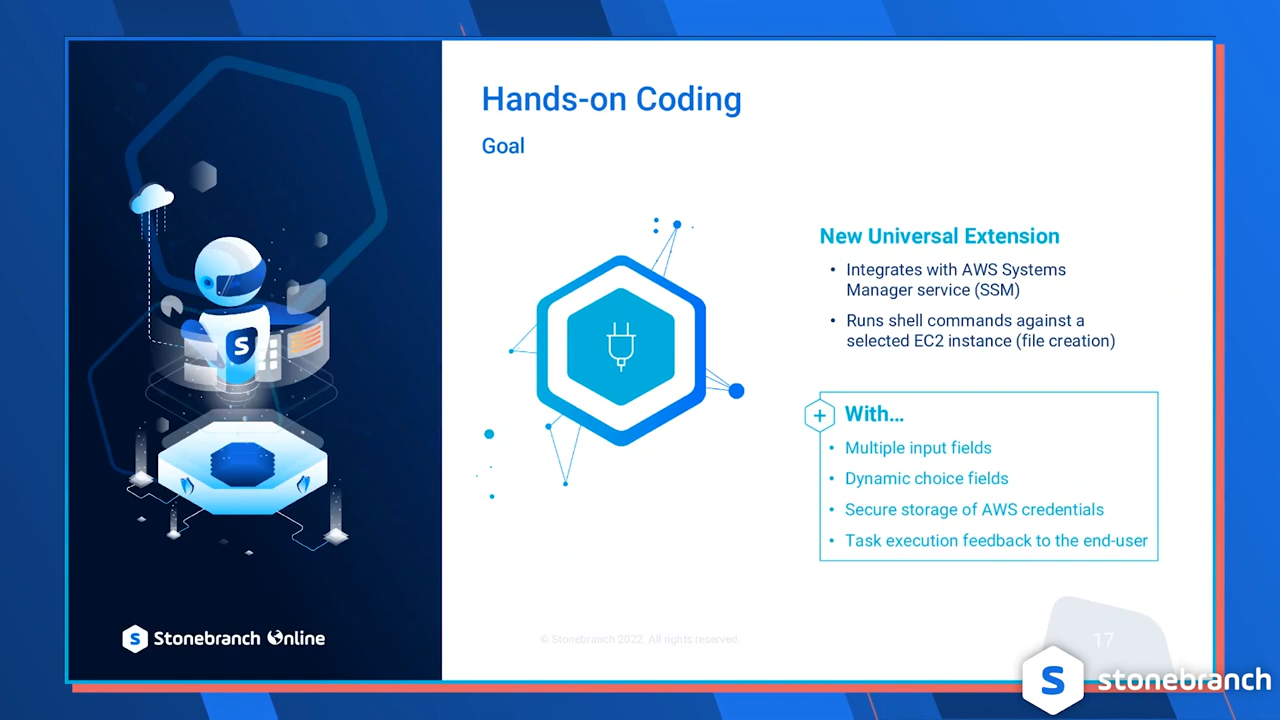 Hands-on Coding
Goal
New Universal Extension
• Integrates with AWS Systems
Manager service (SSM)
• Runs shell commands against a
selected EC2 instance (file creation)
+ With...
• Multiple input fields
• Dynamic choice fields
• Secure storage of AWS credentials
• Task execution feedback to the end-user
S
S Stonebranch Online
© Stonebranch 2022. All rights reserved.
17
S stonebranch